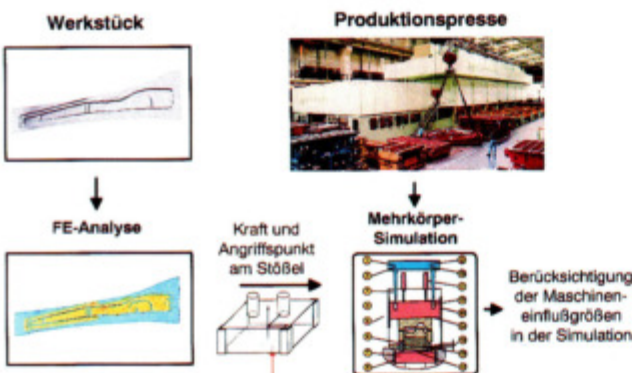 Werkstück
Produktionspresse
FE-Analyse
Kraft und
Angriffspunkt
am Stößel
Mehrkörper-
Simulation
Berücksichtigung
der Maschinen-
einflußgrößen
in der Simulation